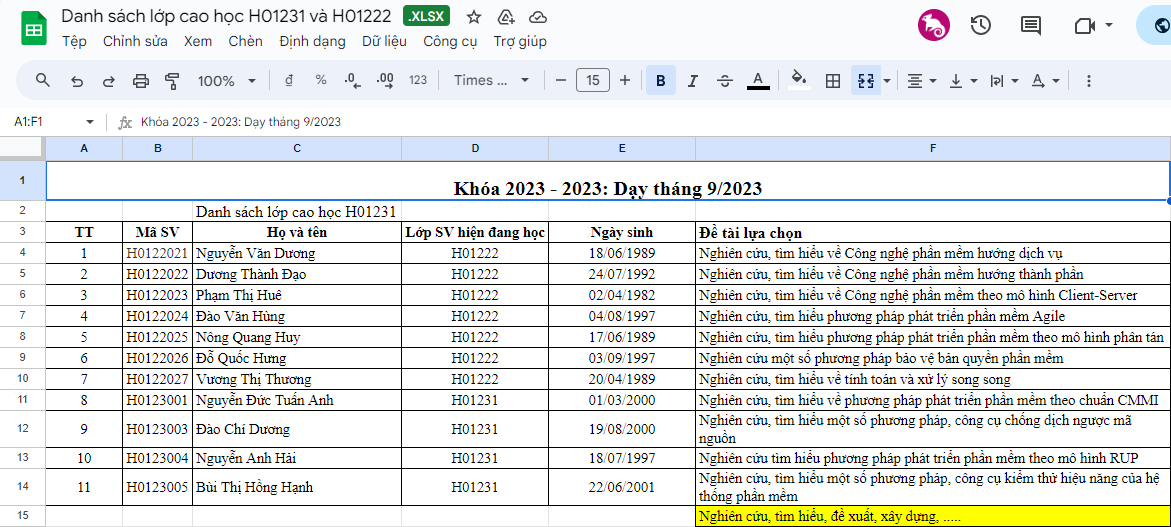 Danh sách lớp cao học H01231 và H01222 .XLSX
Tệp Chỉnh sửa Xem Chèn Định dạng Dữ liệu Công cụ Trợ giúp
100% đ % .0 .00 123 Times ... 15 B I S A A
A1:F1 fx Khóa 2023 - 2023: Dạy tháng 9/2023
A B C D E F
1 Khóa 2023 - 2023: Dạy tháng 9/2023
2 Danh sách lớp cao học H01231
3 TT Mã SV Họ và tên Lớp SV hiện đang học Ngày sinh Đề tài lựa chọn
4 1 H0122021 Nguyễn Văn Dương H01222 18/06/1989 Nghiên cứu, tìm hiểu về Công nghệ phần mềm hướng dịch vụ
5 2 H0122022 Dương Thành Đạo H01222 24/07/1992 Nghiên cứu, tìm hiểu về Công nghệ phần mềm hướng thành phần
6 3 H0122023 Phạm Thị Huê H01222 02/04/1982 Nghiên cứu, tìm hiểu về Công nghệ phần mềm theo mô hình Client-Server
7 4 H0122024 Đào Văn Hùng H01222 04/08/1997 Nghiên cứu, tìm hiểu phương pháp phát triển phần mềm Agile
8 5 H0122025 Nông Quang Huy H01222 17/06/1989 Nghiên cứu, tìm hiểu phương pháp phát triển phần mềm theo mô hình phân tán
9 6 H0122026 Đỗ Quốc Hưng H01222 03/09/1997 Nghiên cứu một số phương pháp bảo vệ bản quyền phần mềm
10 7 H0122027 Vương Thị Thương H01222 20/04/1989 Nghiên cứu, tìm hiểu về tính toán và xử lý song song
11 8 H0123001 Nguyễn Đức Tuấn Anh H01231 01/03/2000 Nghiên cứu, tìm hiểu về phương pháp phát triển phần mềm theo chuẩn CMMI
12 9 H0123003 Đào Chí Dương H01231 19/08/2000 Nghiên cứu, tìm hiểu một số phương pháp, công cụ chống dịch ngược mã
nguồn
13 10 H0123004 Nguyễn Anh Hải H01231 18/07/1997 Nghiên cứu tìm hiểu phương pháp phát triển phần mềm theo mô hình RUP
14 11 H0123005 Bùi Thị Hồng Hạnh H01231 22/06/2001 Nghiên cứu, tìm hiểu một số phương pháp, công cụ kiểm thử hiệu năng của hệ
thống phần mềm
15 Nghiên cứu, tìm hiểu, đề xuất, xây dựng, .....